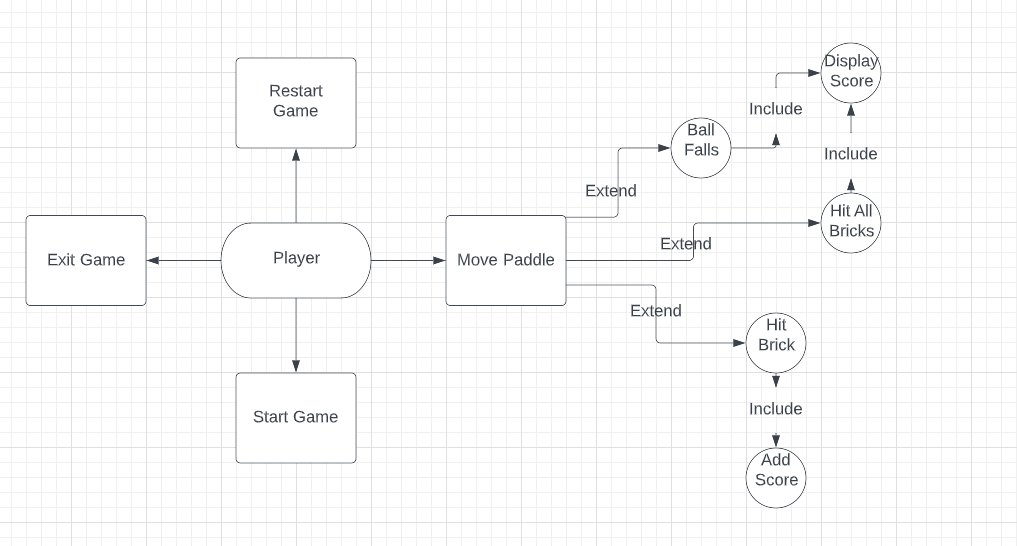 Display
Score
Restart
Game
Include
Ball
Falls
Include
Extend
Hit All
Bricks
Extend
Exit Game
Player
Move Paddle
Extend
Hit
Brick
Include
Start Game
Add
Score